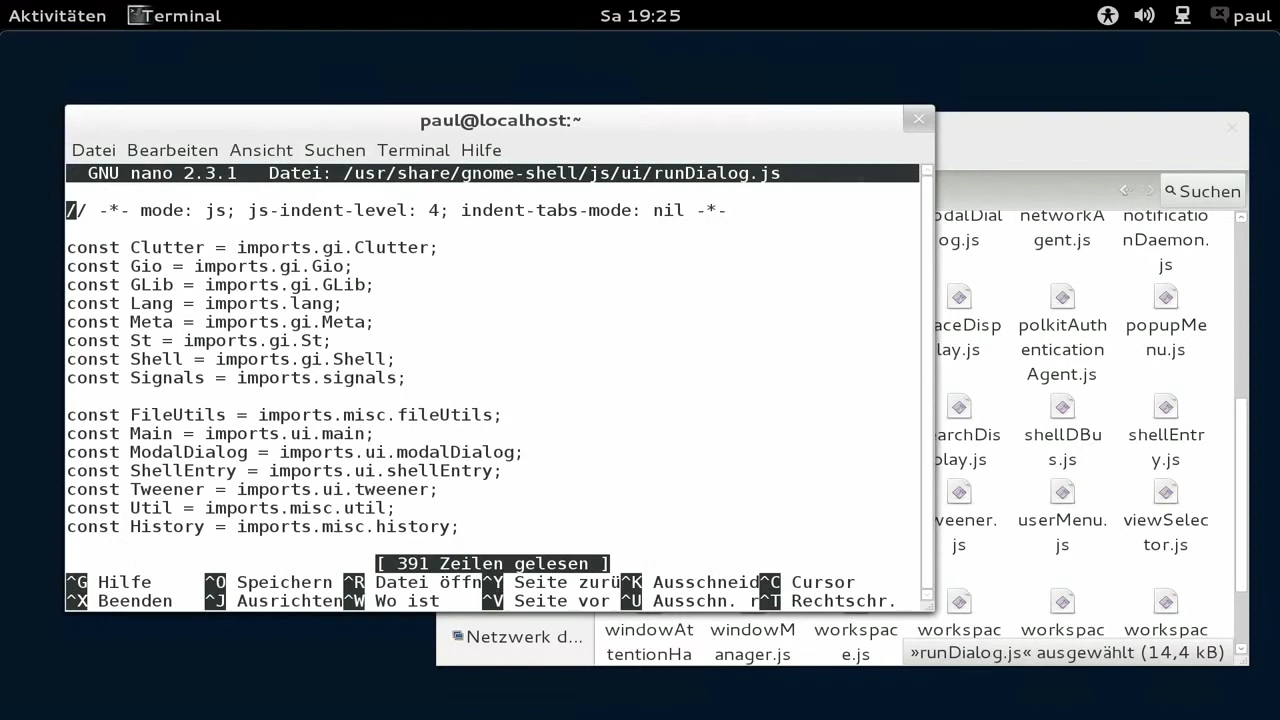 Aktivitäten Terminal Sa 19:25 paul
paul@localhost:~
Datei Bearbeiten Ansicht Suchen Terminal Hilfe
GNU nano 2.3.1 Datei: /usr/share/gnome-shell/js/ui/runDialog.js
// -*- mode: js; js-indent-level: 4; indent-tabs-mode: nil -*-
const Clutter = imports.gi.Clutter;
const Gio = imports.gi.Gio;
const GLib = imports.gi.GLib;
const Lang = imports.lang;
const Meta = imports.gi.Meta;
const St = imports.gi.St;
const Shell = imports.gi.Shell;
const Signals = imports.signals;
const FileUtils = imports.misc.fileUtils;
const Main = imports.ui.main;
const ModalDialog = imports.ui.modalDialog;
const ShellEntry = imports.ui.shellEntry;
const Tweener = imports.ui.tweener;
const Util = imports.misc.util;
const History = imports.misc.history;
[ 391 Zeilen gelesen ]
^G Hilfe ^O Speichern ^R Datei öffn^Y Seite zurü^K Ausschneid^C Cursor
^X Beenden ^J Ausrichten^W Wo ist ^V Seite vor ^U Ausschn. r^T Rechtschr.
Suchen
odalDial networkA notificatio
og.js gent.js nDaemon.
js
aceDisp polkitAuth popupMe
lay.js entication nu.js
Agent.js
earchDis shellDBu shellEntr
play.js s.js y.js
weener. userMenu. viewSelec
js js tor.js
Netzwerk d...
windowAt windowM workspac workspac workspac workspac
tentionHa anager.js e.js
»runDialog.js« ausgewählt (14,4 kB)